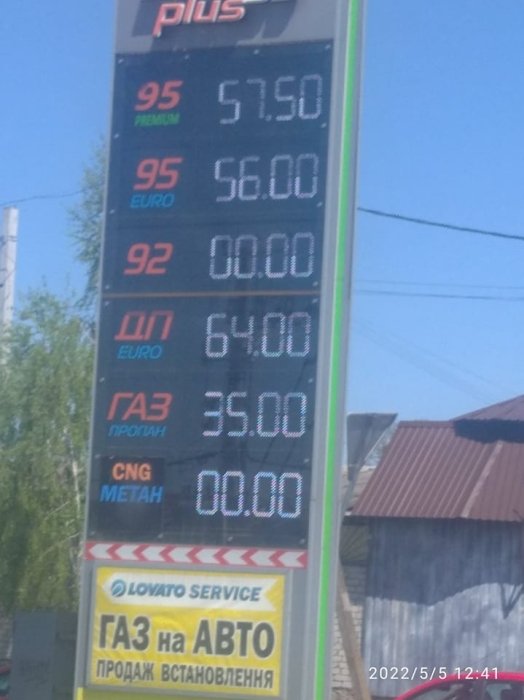 plus
95 57.50
PREMIUM
95 56.00
EURO
92 00.00
ДП 64.00
EURO
ГАЗ 35.00
ПРОПАН
CNG
МЕТАН 00.00
LOVATO SERVICE
ГАЗ на АВТО
ПРОДАЖ ВСТАНОВЛЕННЯ
2022/5/5 12:41